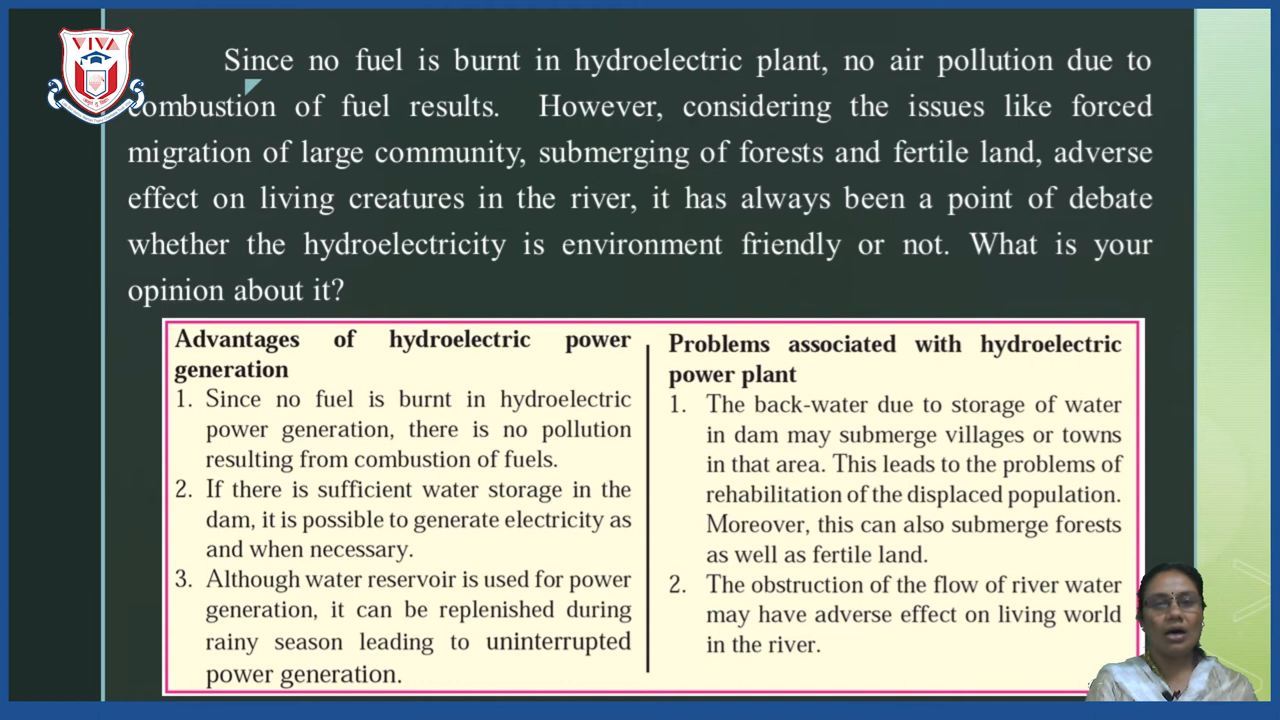 VIVA
Since no fuel is burnt in hydroelectric plant, no air pollution due to
combustion of fuel results. However, considering the issues like forced
migration of large community, submerging of forests and fertile land, adverse
effect on living creatures in the river, it has always been a point of debate
whether the hydroelectricity is environment friendly or not. What is your
opinion about it?
Advantages of hydroelectric power
generation
1. Since no fuel is burnt in hydroelectric
power generation, there is no pollution
resulting from combustion of fuels.
2. If there is sufficient water storage in the
dam, it is possible to generate electricity as
and when necessary.
3. Although water reservoir is used for power
generation, it can be replenished during
rainy season leading to uninterrupted
power generation.
Problems associated with hydroelectric
power plant
1. The back-water due to storage of water
in dam may submerge villages or towns
in that area. This leads to the problems of
rehabilitation of the displaced population.
Moreover, this can also submerge forests
as well as fertile land.
2. The obstruction of the flow of river water
may have adverse effect on living world
in the river.